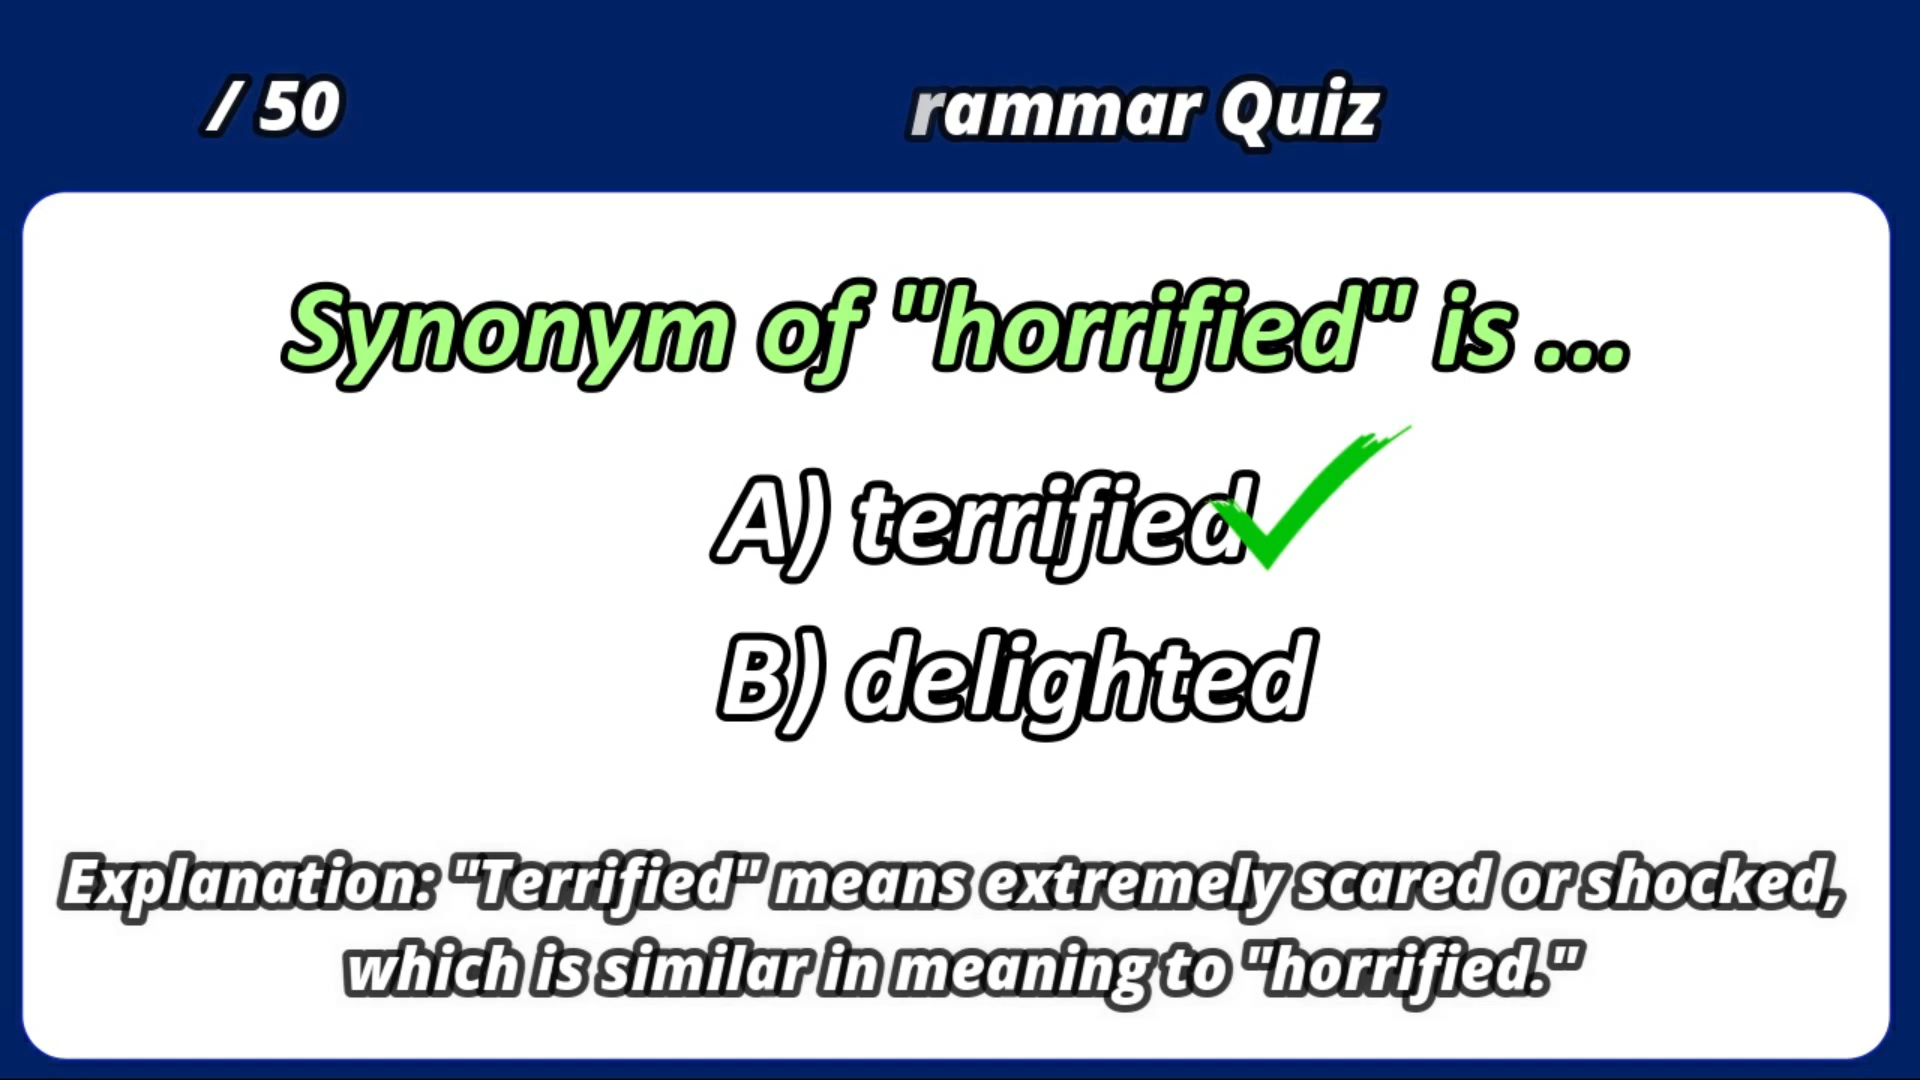 / 50
rammar Quiz
Synonym of "horrified" is ...
A) terrified
B) delighted
Explanation: "Terrified" means extremely scared or shocked,
which is similar in meaning to "horrified."